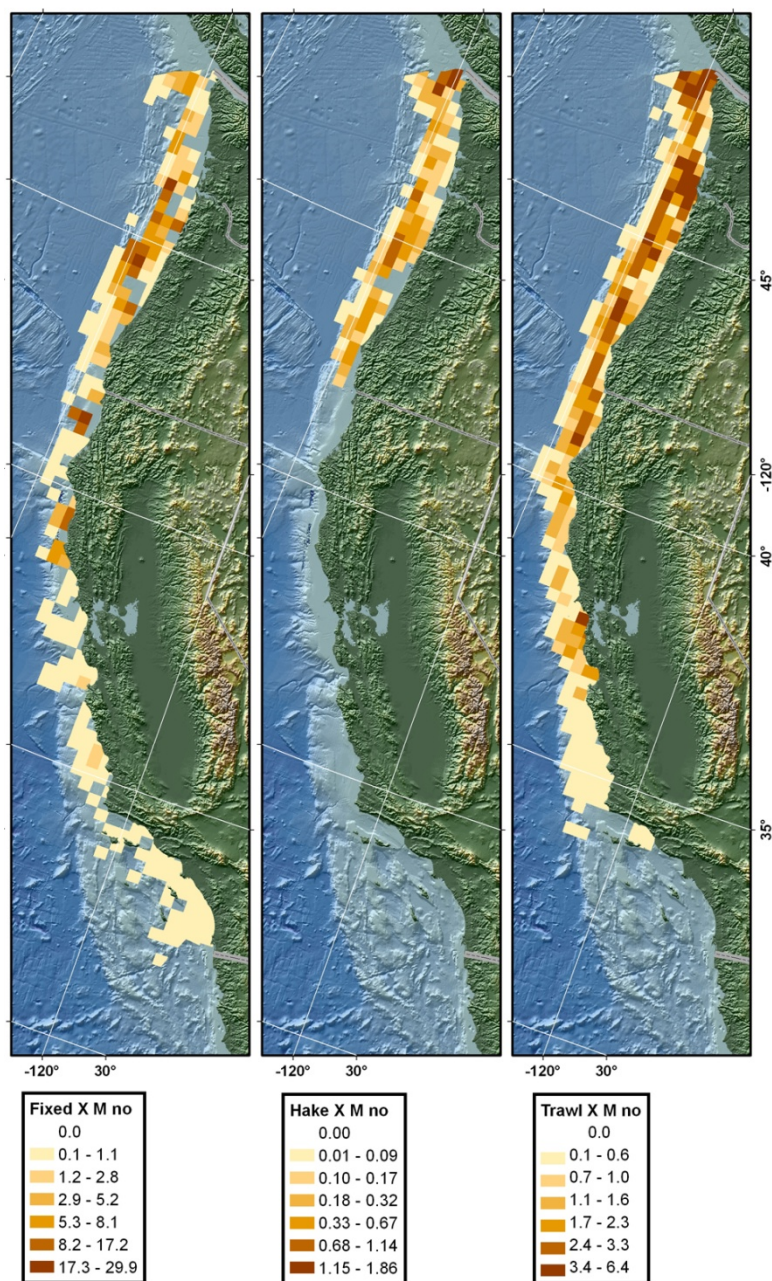 45°
-120°
40°
35°
-120° 30°
-120° 30°
-120° 30°
Fixed X M no
0.0
0.1 - 1.1
1.2 - 2.8
2.9 - 5.2
5.3 - 8.1
8.2 - 17.2
17.3 - 29.9
Hake X M no
0.00
0.01 - 0.09
0.10 - 0.17
0.18 - 0.32
0.33 - 0.67
0.68 - 1.14
1.15 - 1.86
Trawl X M no
0.0
0.1 - 0.6
0.7 - 1.0
1.1 - 1.6
1.7 - 2.3
2.4 - 3.3
3.4 - 6.4